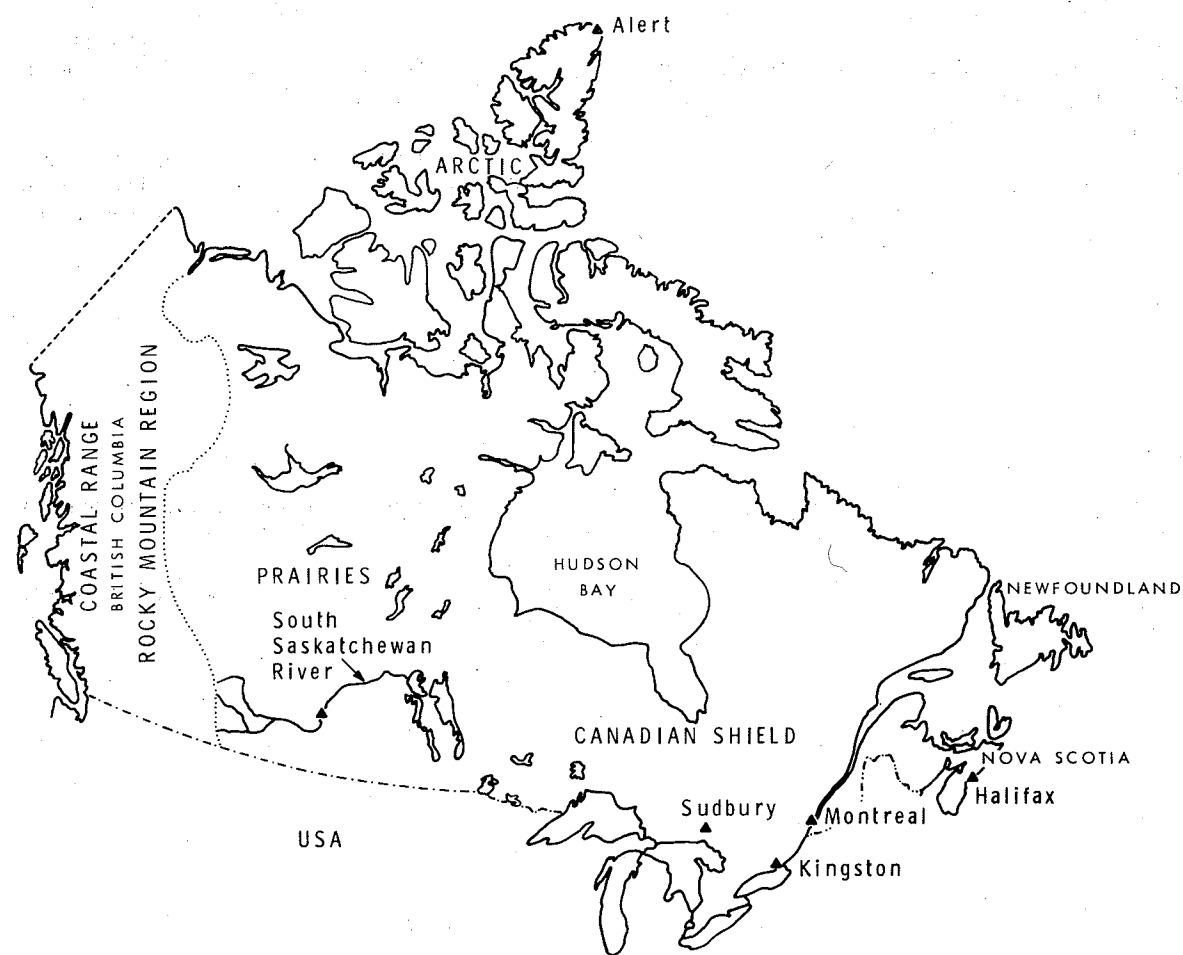 Alert
ARCTIC
COASTAL RANGE
BRITISH COLUMBIA
ROCKY MOUNTAIN REGION
PRAIRIES
South
Saskatchewan
River
HUDSON
BAY
NEWFOUNDLAND
CANADIAN SHIELD
NOVA SCOTIA
Halifax
Sudbury
Montreal
USA
Kingston